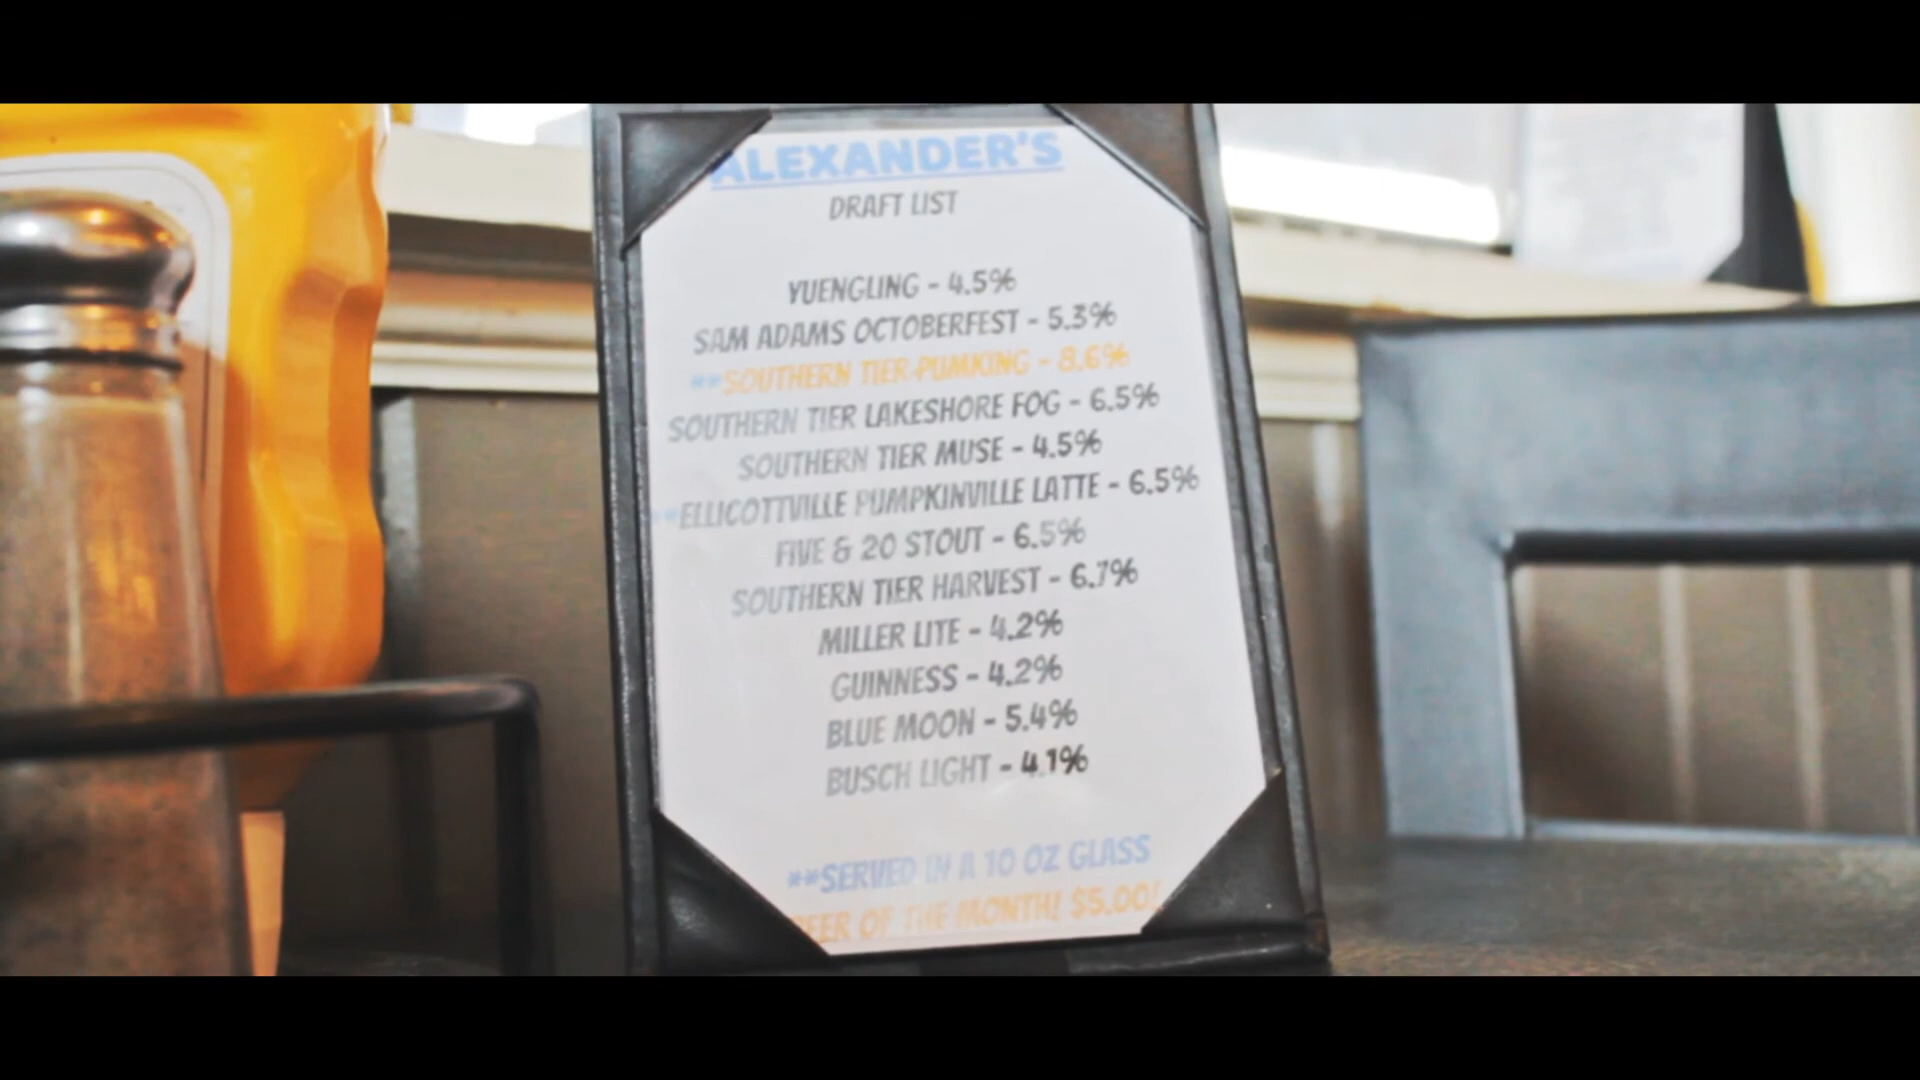 ALEXANDER'S
DRAFT LIST
YUENGLING - 4.5%
SAM ADAMS OCTOBERFEST - 5.3%
**SOUTHERN TIER PUMKING - 8.6%
SOUTHERN TIER LAKESHORE FOG - 6.5%
SOUTHERN TIER MUSE - 4.5%
**ELLICOTTVILLE PUMPKINVILLE LATTE - 6.5%
FIVE & 20 STOUT - 6.5%
SOUTHERN TIER HARVEST - 6.7%
MILLER LITE - 4.2%
GUINNESS - 4.2%
BLUE MOON - 5.4%
BUSCH LIGHT - 4.1%
**SERVED IN A 10 OZ GLASS
BEER OF THE MONTH! $5.00!